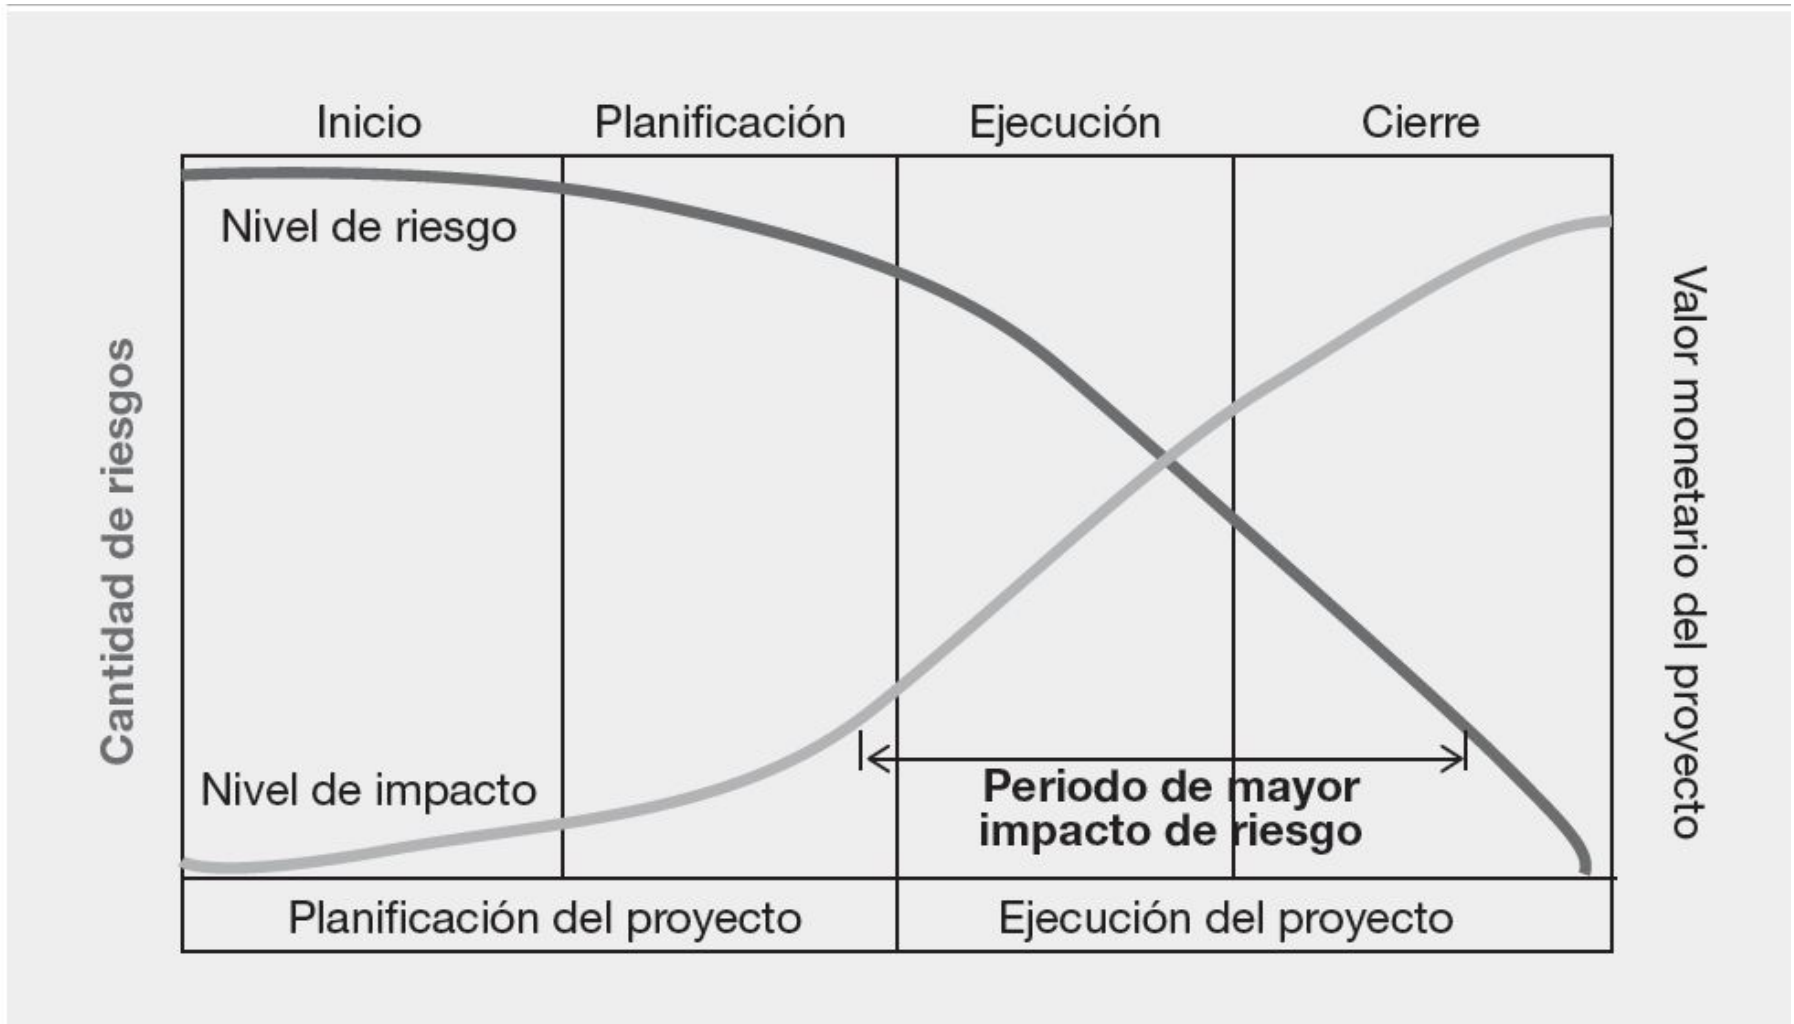 Inicio
Planificación
Ejecución
Cierre
Nivel de riesgo
Cantidad de riesgos
Valor monetario del proyecto
Nivel de impacto
Periodo de mayor
impacto de riesgo
Planificación del proyecto
Ejecución del proyecto